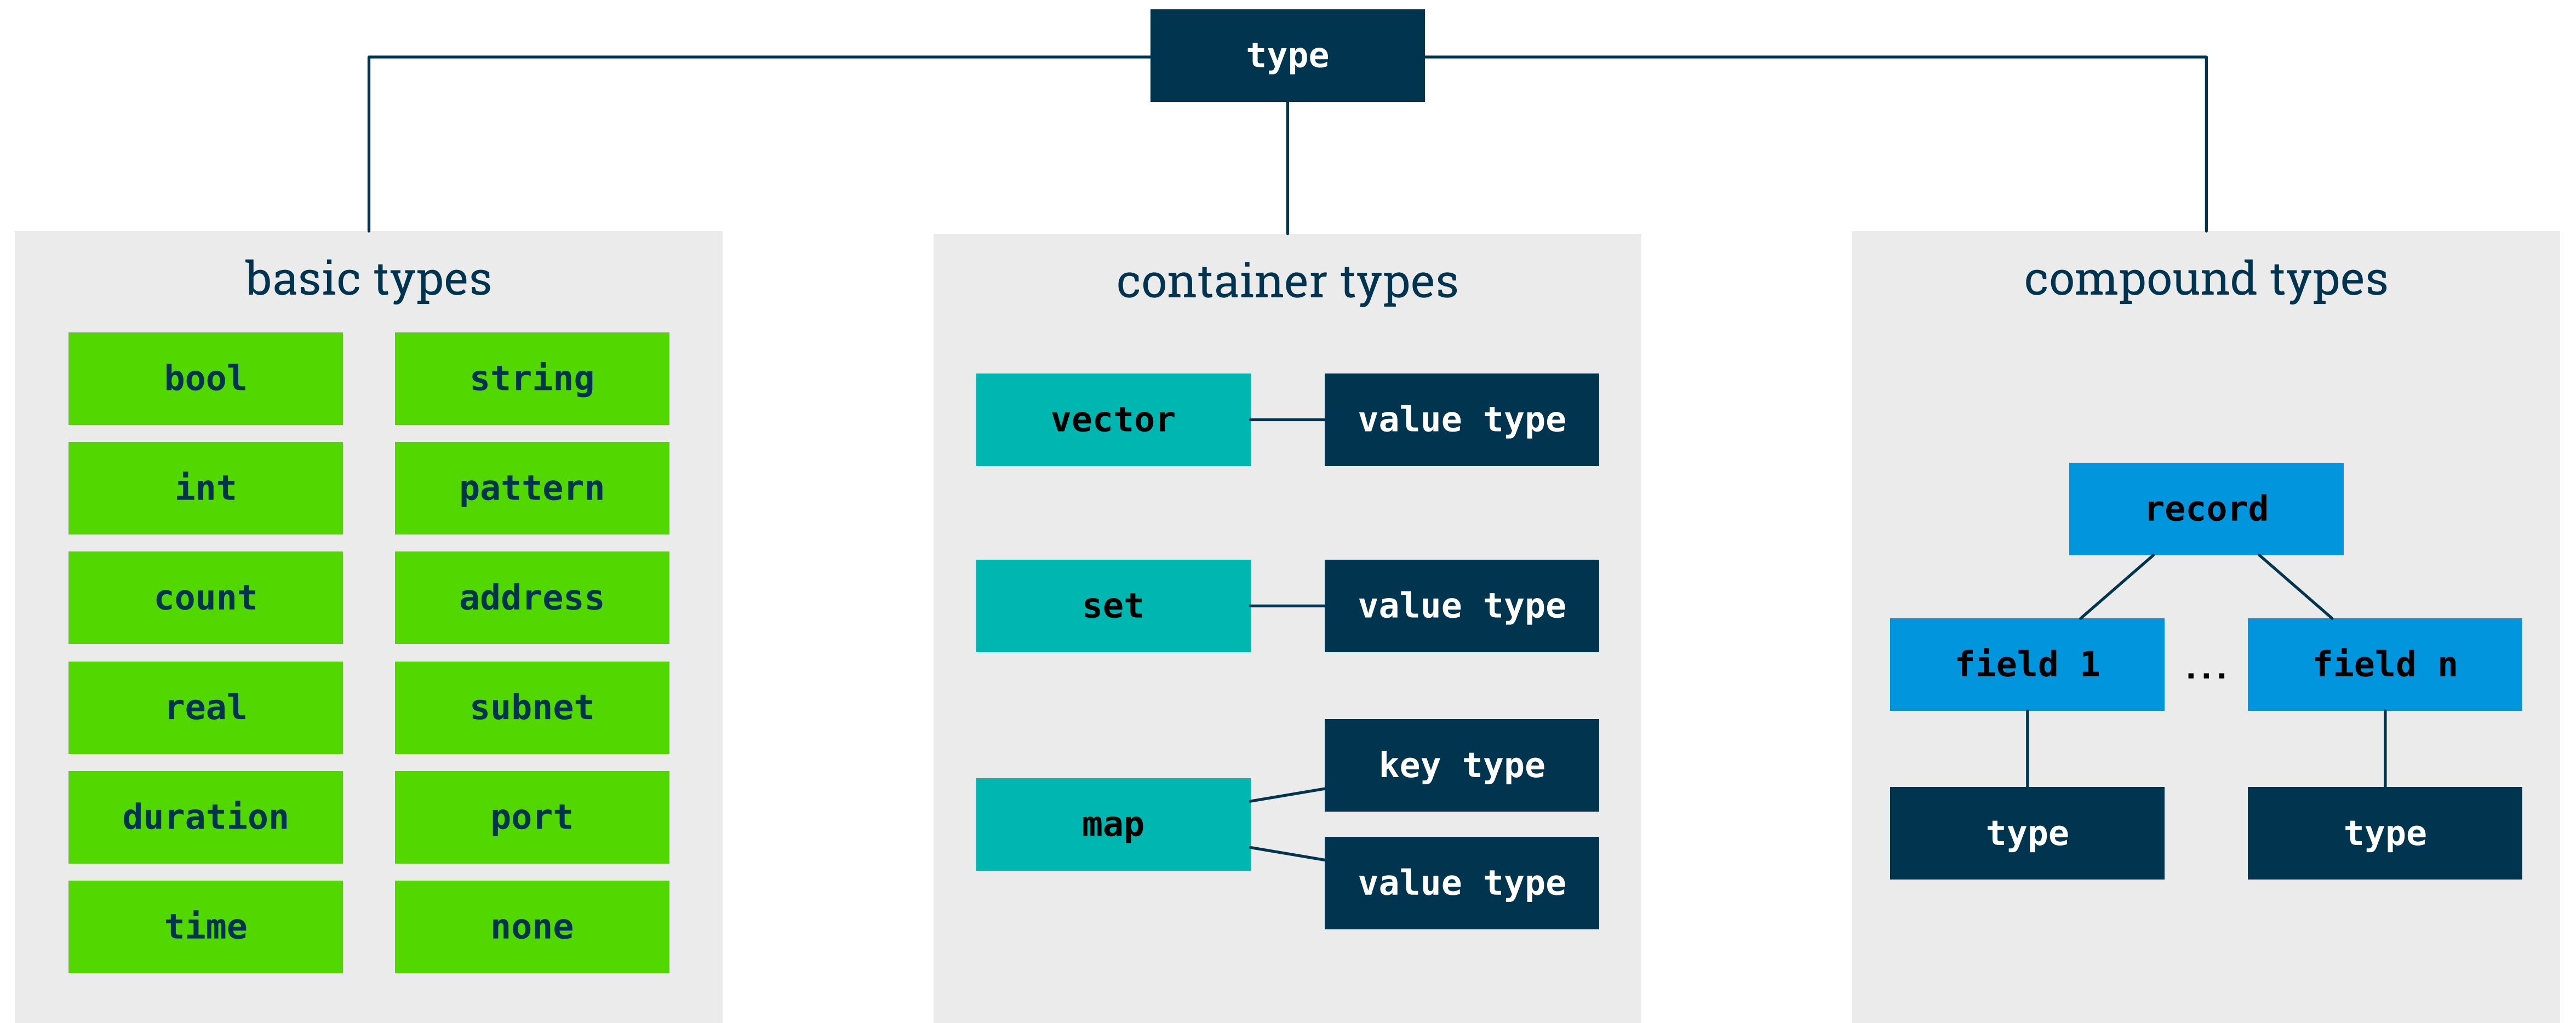 type
basic types
bool
string
int
pattern
count
address
real
subnet
duration
port
time
none
container types
vector
value type
set
value type
key type
map
value type
compound types
record
field 1
...
field n
type
type